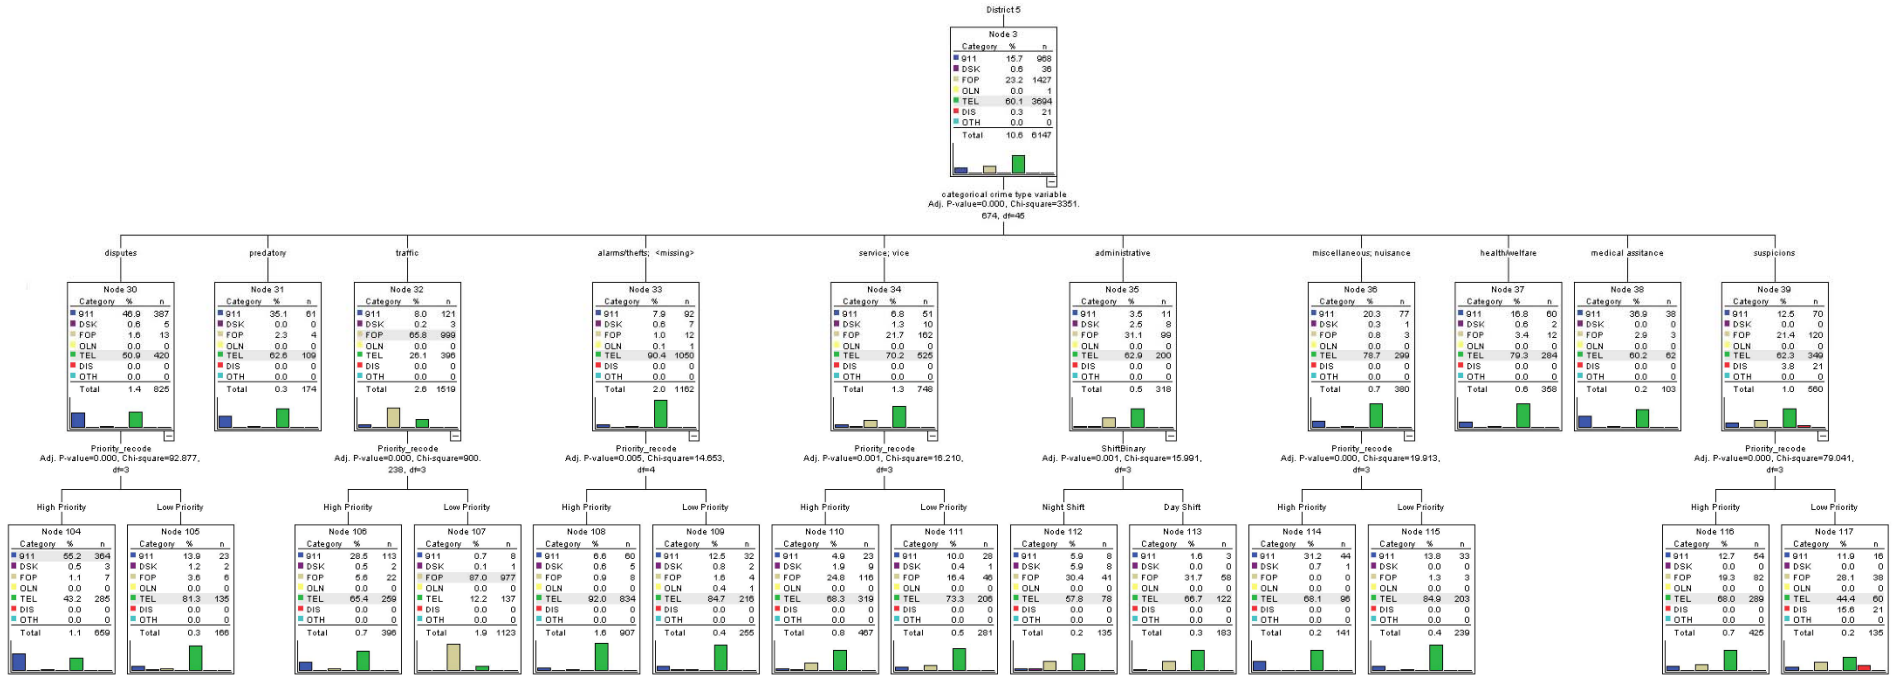 District 5
Node 3
Category % n
911 15.7 968
DSK 0.6 36
FOP 23.2 1427
OLN 0.0 1
TEL 60.1 3694
DIS 0.3 21
OTH 0.0 0
Total 10.6 6147
categorical crime type variable
Adj. P-value=0.000, Chi-square=3351.
674, df=45
disputes
Node 30
Category % n
911 46.9 387
DSK 0.6 5
FOP 1.6 13
OLN 0.0 0
TEL 50.9 420
DIS 0.0 0
OTH 0.0 0
Total 1.4 825
Priority_recode
Adj. P-value=0.000, Chi-square=92.877,
df=3
predatory
Node 31
Category % n
911 35.1 61
DSK 0.0 0
FOP 2.3 4
OLN 0.0 0
TEL 62.6 109
DIS 0.0 0
OTH 0.0 0
Total 0.3 174
traffic
Node 32
Category % n
911 8.0 121
DSK 0.2 3
FOP 65.8 999
OLN 0.0 0
TEL 26.1 396
DIS 0.0 0
OTH 0.0 0
Total 2.6 1519
Priority_recode
Adj. P-value=0.000, Chi-square=900.
238, df=3
alarms/thefts; <missing>
Node 33
Category % n
911 7.9 92
DSK 0.6 7
FOP 1.0 12
OLN 0.1 1
TEL 90.4 1050
DIS 0.0 0
OTH 0.0 0
Total 2.0 1162
Priority_recode
Adj. P-value=0.005, Chi-square=14.653,
df=4
service; vice
Node 34
Category % n
911 6.8 51
DSK 1.3 10
FOP 21.7 162
OLN 0.0 0
TEL 70.2 525
DIS 0.0 0
OTH 0.0 0
Total 1.3 748
Priority_recode
Adj. P-value=0.001, Chi-square=16.210,
df=3
administrative
Node 35
Category % n
911 3.5 11
DSK 2.5 8
FOP 31.1 99
OLN 0.0 0
TEL 62.9 200
DIS 0.0 0
OTH 0.0 0
Total 0.5 318
ShiftBinary
Adj. P-value=0.001, Chi-square=15.991,
df=3
miscellaneous; nuisance
Node 36
Category % n
911 20.3 77
DSK 0.3 1
FOP 0.8 3
OLN 0.0 0
TEL 78.7 299
DIS 0.0 0
OTH 0.0 0
Total 0.7 380
Priority_recode
Adj. P-value=0.000, Chi-square=19.913,
df=3
health/welfare
Node 37
Category % n
911 16.8 60
DSK 0.6 2
FOP 3.4 12
OLN 0.0 0
TEL 79.3 284
DIS 0.0 0
OTH 0.0 0
Total 0.6 358
medical assitance
Node 38
Category % n
911 36.9 38
DSK 0.0 0
FOP 2.9 3
OLN 0.0 0
TEL 60.2 62
DIS 0.0 0
OTH 0.0 0
Total 0.2 103
suspicions
Node 39
Category % n
911 12.5 70
DSK 0.0 0
FOP 21.4 120
OLN 0.0 0
TEL 62.3 349
DIS 3.8 21
OTH 0.0 0
Total 1.0 560
Priority_recode
Adj. P-value=0.000, Chi-square=79.041,
df=3
High Priority
Node 104
Category % n
911 55.2 364
DSK 0.5 3
FOP 1.1 7
OLN 0.0 0
TEL 43.2 285
DIS 0.0 0
OTH 0.0 0
Total 1.1 659
Low Priority
Node 105
Category % n
911 13.9 23
DSK 1.2 2
FOP 3.6 6
OLN 0.0 0
TEL 81.3 135
DIS 0.0 0
OTH 0.0 0
Total 0.3 166
High Priority
Node 106
Category % n
911 28.5 113
DSK 0.5 2
FOP 5.6 22
OLN 0.0 0
TEL 65.4 259
DIS 0.0 0
OTH 0.0 0
Total 0.7 396
Low Priority
Node 107
Category % n
911 0.7 8
DSK 0.1 1
FOP 87.0 977
OLN 0.0 0
TEL 12.2 137
DIS 0.0 0
OTH 0.0 0
Total 1.9 1123
High Priority
Node 108
Category % n
911 6.6 60
DSK 0.6 5
FOP 0.9 8
OLN 0.0 0
TEL 92.0 834
DIS 0.0 0
OTH 0.0 0
Total 1.6 907
Low Priority
Node 109
Category % n
911 12.5 32
DSK 0.8 2
FOP 1.6 4
OLN 0.4 1
TEL 84.7 216
DIS 0.0 0
OTH 0.0 0
Total 0.4 255
High Priority
Node 110
Category % n
911 4.9 23
DSK 1.9 9
FOP 24.8 116
OLN 0.0 0
TEL 68.3 319
DIS 0.0 0
OTH 0.0 0
Total 0.8 467
Low Priority
Node 111
Category % n
911 10.0 28
DSK 0.4 1
FOP 16.4 46
OLN 0.0 0
TEL 73.3 206
DIS 0.0 0
OTH 0.0 0
Total 0.5 281
Night Shift
Node 112
Category % n
911 5.9 8
DSK 5.9 8
FOP 30.4 41
OLN 0.0 0
TEL 57.8 78
DIS 0.0 0
OTH 0.0 0
Total 0.2 135
Day Shift
Node 113
Category % n
911 1.6 3
DSK 0.0 0
FOP 31.7 58
OLN 0.0 0
TEL 66.7 122
DIS 0.0 0
OTH 0.0 0
Total 0.3 183
High Priority
Node 114
Category % n
911 31.2 44
DSK 0.7 1
FOP 0.0 0
OLN 0.0 0
TEL 68.1 96
DIS 0.0 0
OTH 0.0 0
Total 0.2 141
Low Priority
Node 115
Category % n
911 13.8 33
DSK 0.0 0
FOP 1.3 3
OLN 0.0 0
TEL 84.9 203
DIS 0.0 0
OTH 0.0 0
Total 0.4 239
High Priority
Node 116
Category % n
911 12.7 54
DSK 0.0 0
FOP 19.3 82
OLN 0.0 0
TEL 68.0 289
DIS 0.0 0
OTH 0.0 0
Total 0.7 425
Low Priority
Node 117
Category % n
911 11.9 16
DSK 0.0 0
FOP 28.1 38
OLN 0.0 0
TEL 44.4 60
DIS 15.6 21
OTH 0.0 0
Total 0.2 135